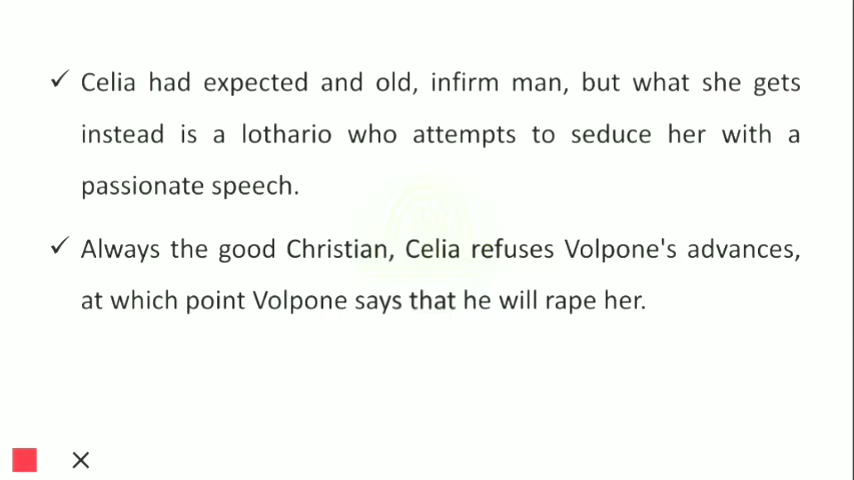 ✓ Celia had expected and old, infirm man, but what she gets
instead is a lothario who attempts to seduce her with a
passionate speech.
✓ Always the good Christian, Celia refuses Volpone's advances,
at which point Volpone says that he will rape her.